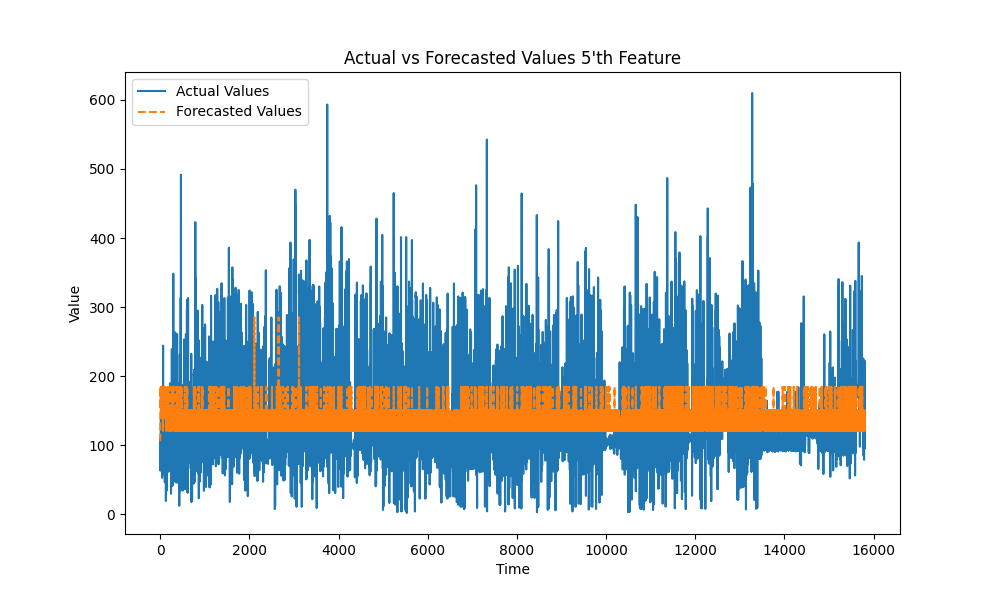 Actual vs Forecasted Values 5'th Feature
Actual Values
Forecasted Values
Value
600
500
400
300
200
100
0
0 2000 4000 6000 8000 10000 12000 14000 16000
Time